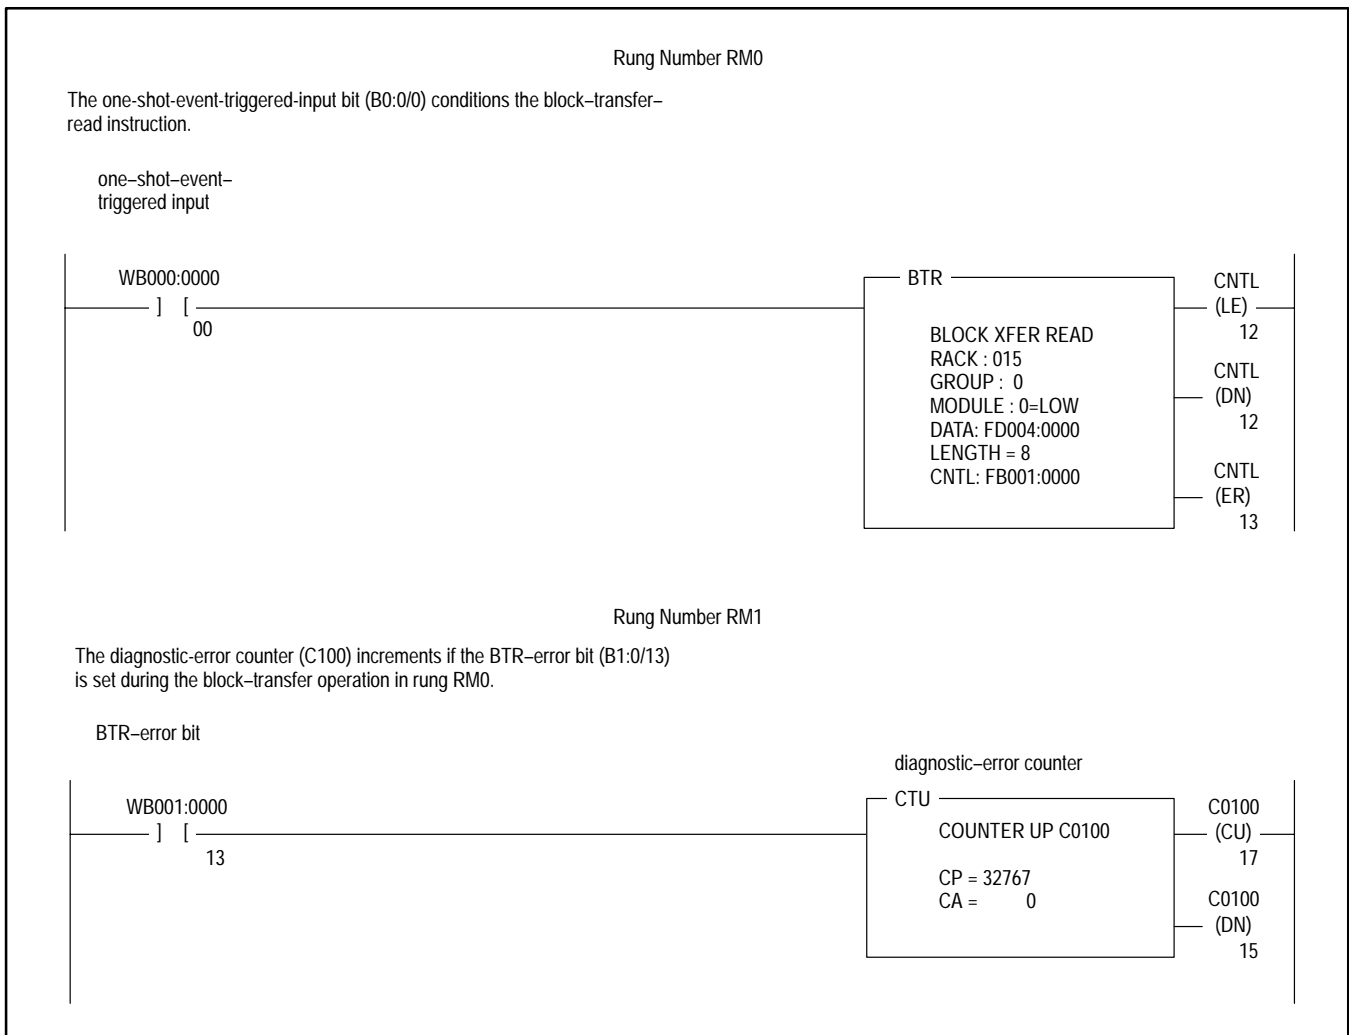 Rung Number RM0
The one-shot-event-triggered-input bit (B0:0/0) conditions the block–transfer–
read instruction.
one–shot–event–
triggered input
WB000:0000
] [
00
BTR
BLOCK XFER READ
RACK : 015
GROUP : 0
MODULE : 0=LOW
DATA: FD004:0000
LENGTH = 8
CNTL: FB001:0000
CNTL
(LE)
12
CNTL
(DN)
12
CNTL
(ER)
13
Rung Number RM1
The diagnostic-error counter (C100) increments if the BTR–error bit (B1:0/13)
is set during the block–transfer operation in rung RM0.
BTR–error bit
WB001:0000
] [
13
diagnostic–error counter
CTU
COUNTER UP C0100
CP = 32767
CA = 0
C0100
(CU)
17
C0100
(DN)
15